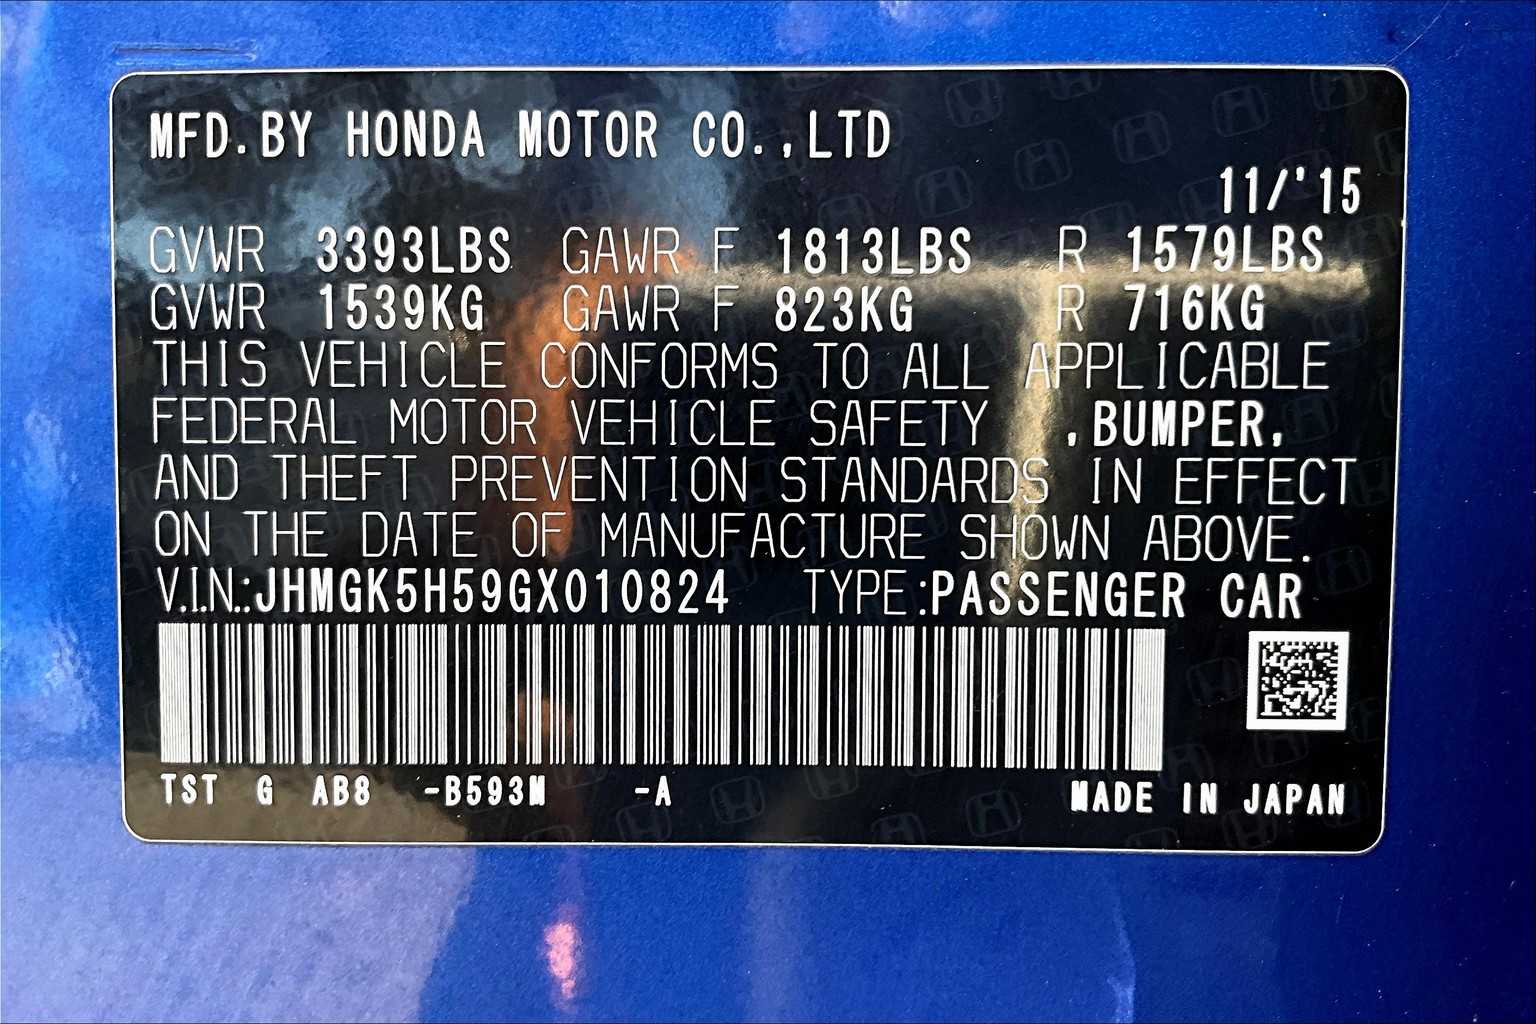 MFD.BY HONDA MOTOR CO.,LTD
11/'15
GVWR 3393LBS GAWR F 1813LBS R 1579LBS
GVWR 1539KG GAWR F 823KG R 716KG
THIS VEHICLE CONFORMS TO ALL APPLICABLE
FEDERAL MOTOR VEHICLE SAFETY ,BUMPER,
AND THEFT PREVENTION STANDARDS IN EFFECT
ON THE DATE OF MANUFACTURE SHOWN ABOVE.
V.I.N.:JHMGK5H59GX010824 TYPE:PASSENGER CAR
TST G AB8 -B593M -A MADE IN JAPAN